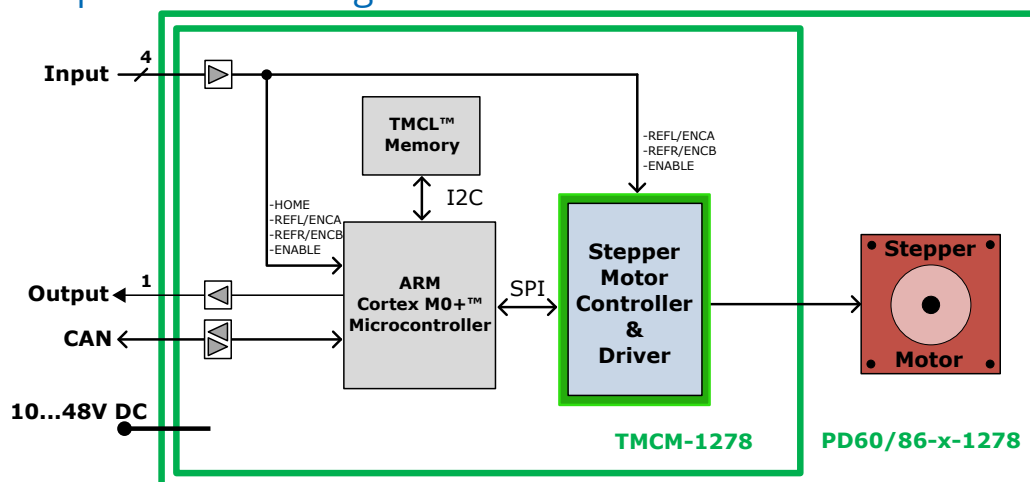 Input
4
TMCL™
Memory
-REFL/ENCA
-REFR/ENCB
-ENABLE
I2C
-HOME
-REFL/ENCA
-REFR/ENCB
-ENABLE
Stepper
Motor
Controller
&
Driver
Stepper
Motor
ARM
Cortex M0+™
Microcontroller
SPI
Output
1
CAN
10...48V DC
TMCM-1278
PD60/86-x-1278